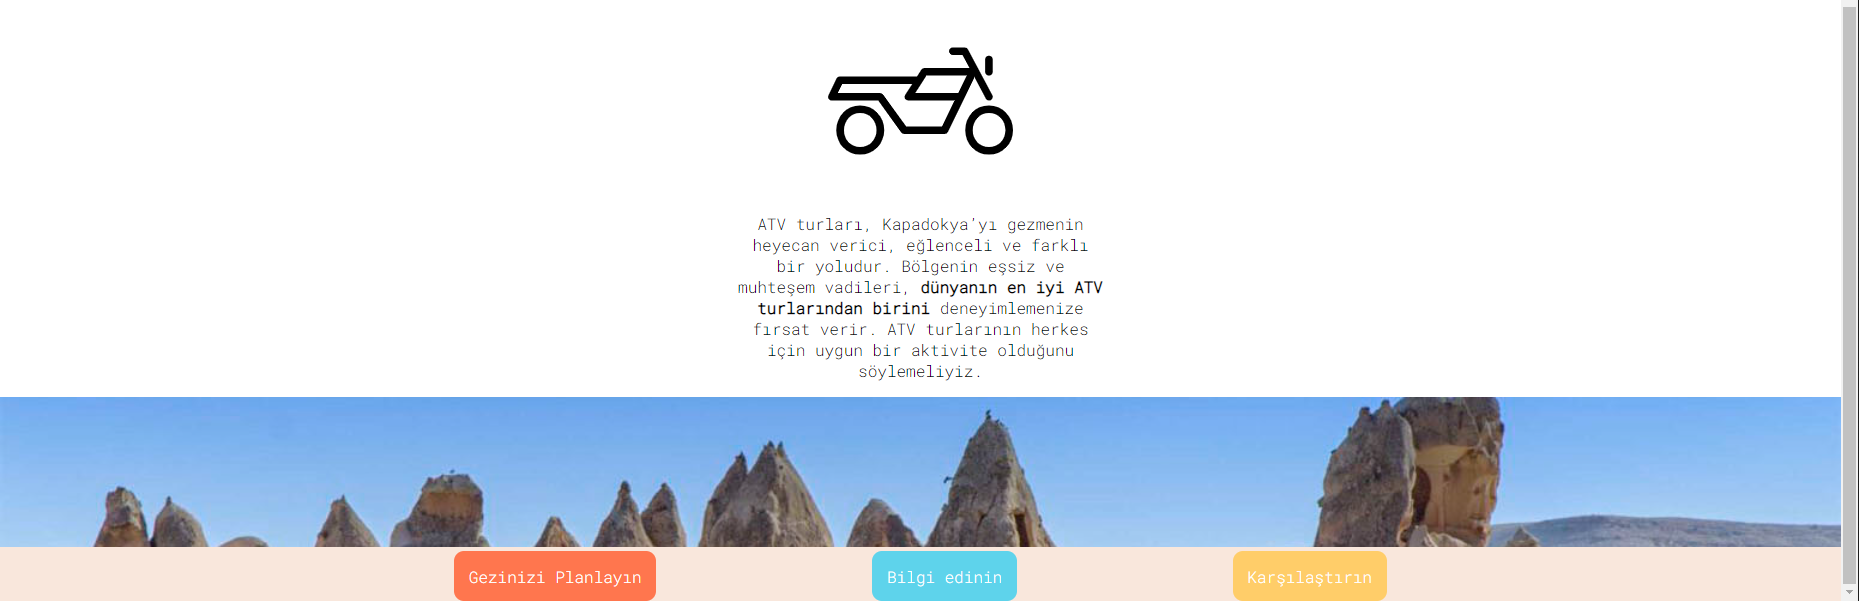 ATV turları, Kapadokya’yı gezmenin
heyecan verici, eğlenceli ve farklı
bir yoludur. Bölgenin eşsiz ve
muhteşem vadileri, dünyanın en iyi ATV
turlarından birini deneyimlemenize
fırsat verir. ATV turlarının herkes
için uygun bir aktivite olduğunu
söylemeliyiz.
Gezinizi Planlayın
Bilgi edinin
Karşılaştırın